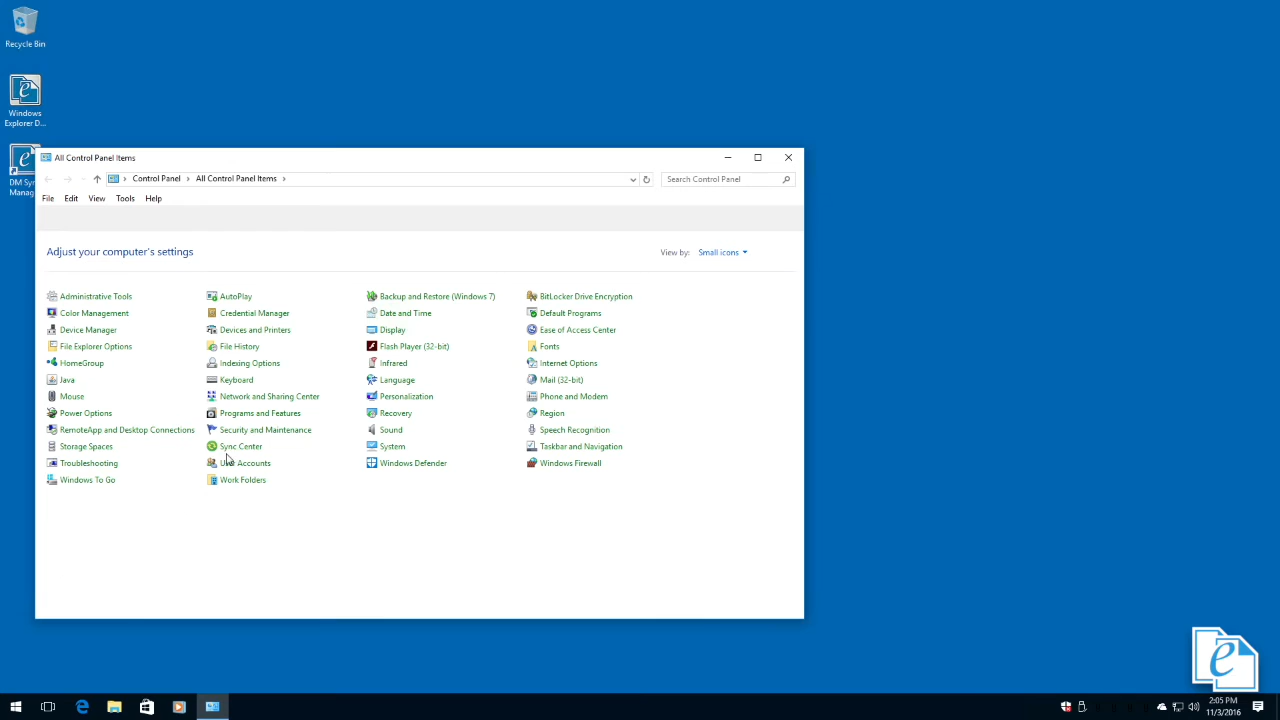 Recycle Bin
Windows
Explorer D...
DM Syn
Manag
All Control Panel Items
Control Panel
All Control Panel Items
Search Control Panel
File Edit View Tools Help
Adjust your computer's settings
View by: Small icons
Administrative Tools
AutoPlay
Backup and Restore (Windows 7)
BitLocker Drive Encryption
Color Management
Credential Manager
Date and Time
Default Programs
Device Manager
Devices and Printers
Display
Ease of Access Center
File Explorer Options
File History
Flash Player (32-bit)
Fonts
HomeGroup
Indexing Options
Infrared
Internet Options
Java
Keyboard
Language
Mail (32-bit)
Mouse
Network and Sharing Center
Personalization
Phone and Modem
Power Options
Programs and Features
Recovery
Region
RemoteApp and Desktop Connections
Security and Maintenance
Sound
Speech Recognition
Storage Spaces
Sync Center
System
Taskbar and Navigation
Troubleshooting
User Accounts
Windows Defender
Windows Firewall
Windows To Go
Work Folders
2:05 PM
11/3/2016